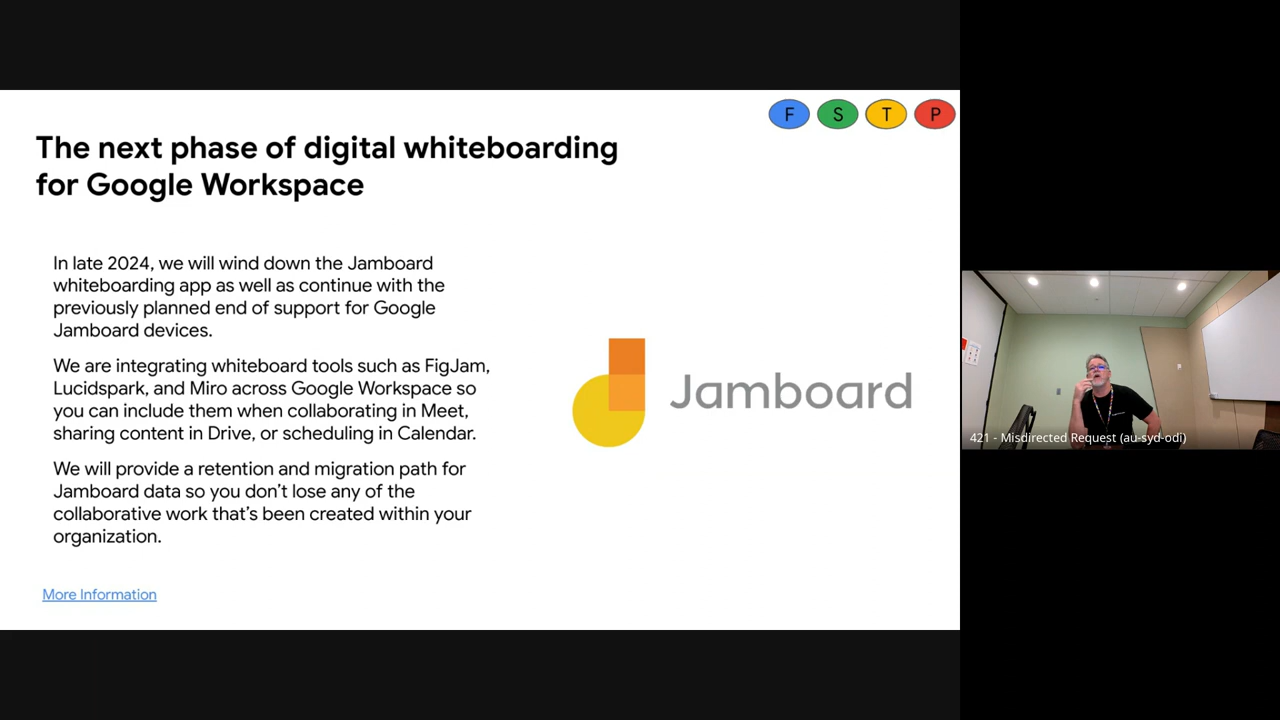 F S T P
The next phase of digital whiteboarding
for Google Workspace
In late 2024, we will wind down the Jamboard
whiteboarding app as well as continue with the
previously planned end of support for Google
Jamboard devices.
We are integrating whiteboard tools such as FigJam,
Lucidspark, and Miro across Google Workspace so
you can include them when collaborating in Meet,
sharing content in Drive, or scheduling in Calendar.
We will provide a retention and migration path for
Jamboard data so you don’t lose any of the
collaborative work that’s been created within your
organization.
More Information
Jamboard
421 - Misdirected Request (au-syd-odi)